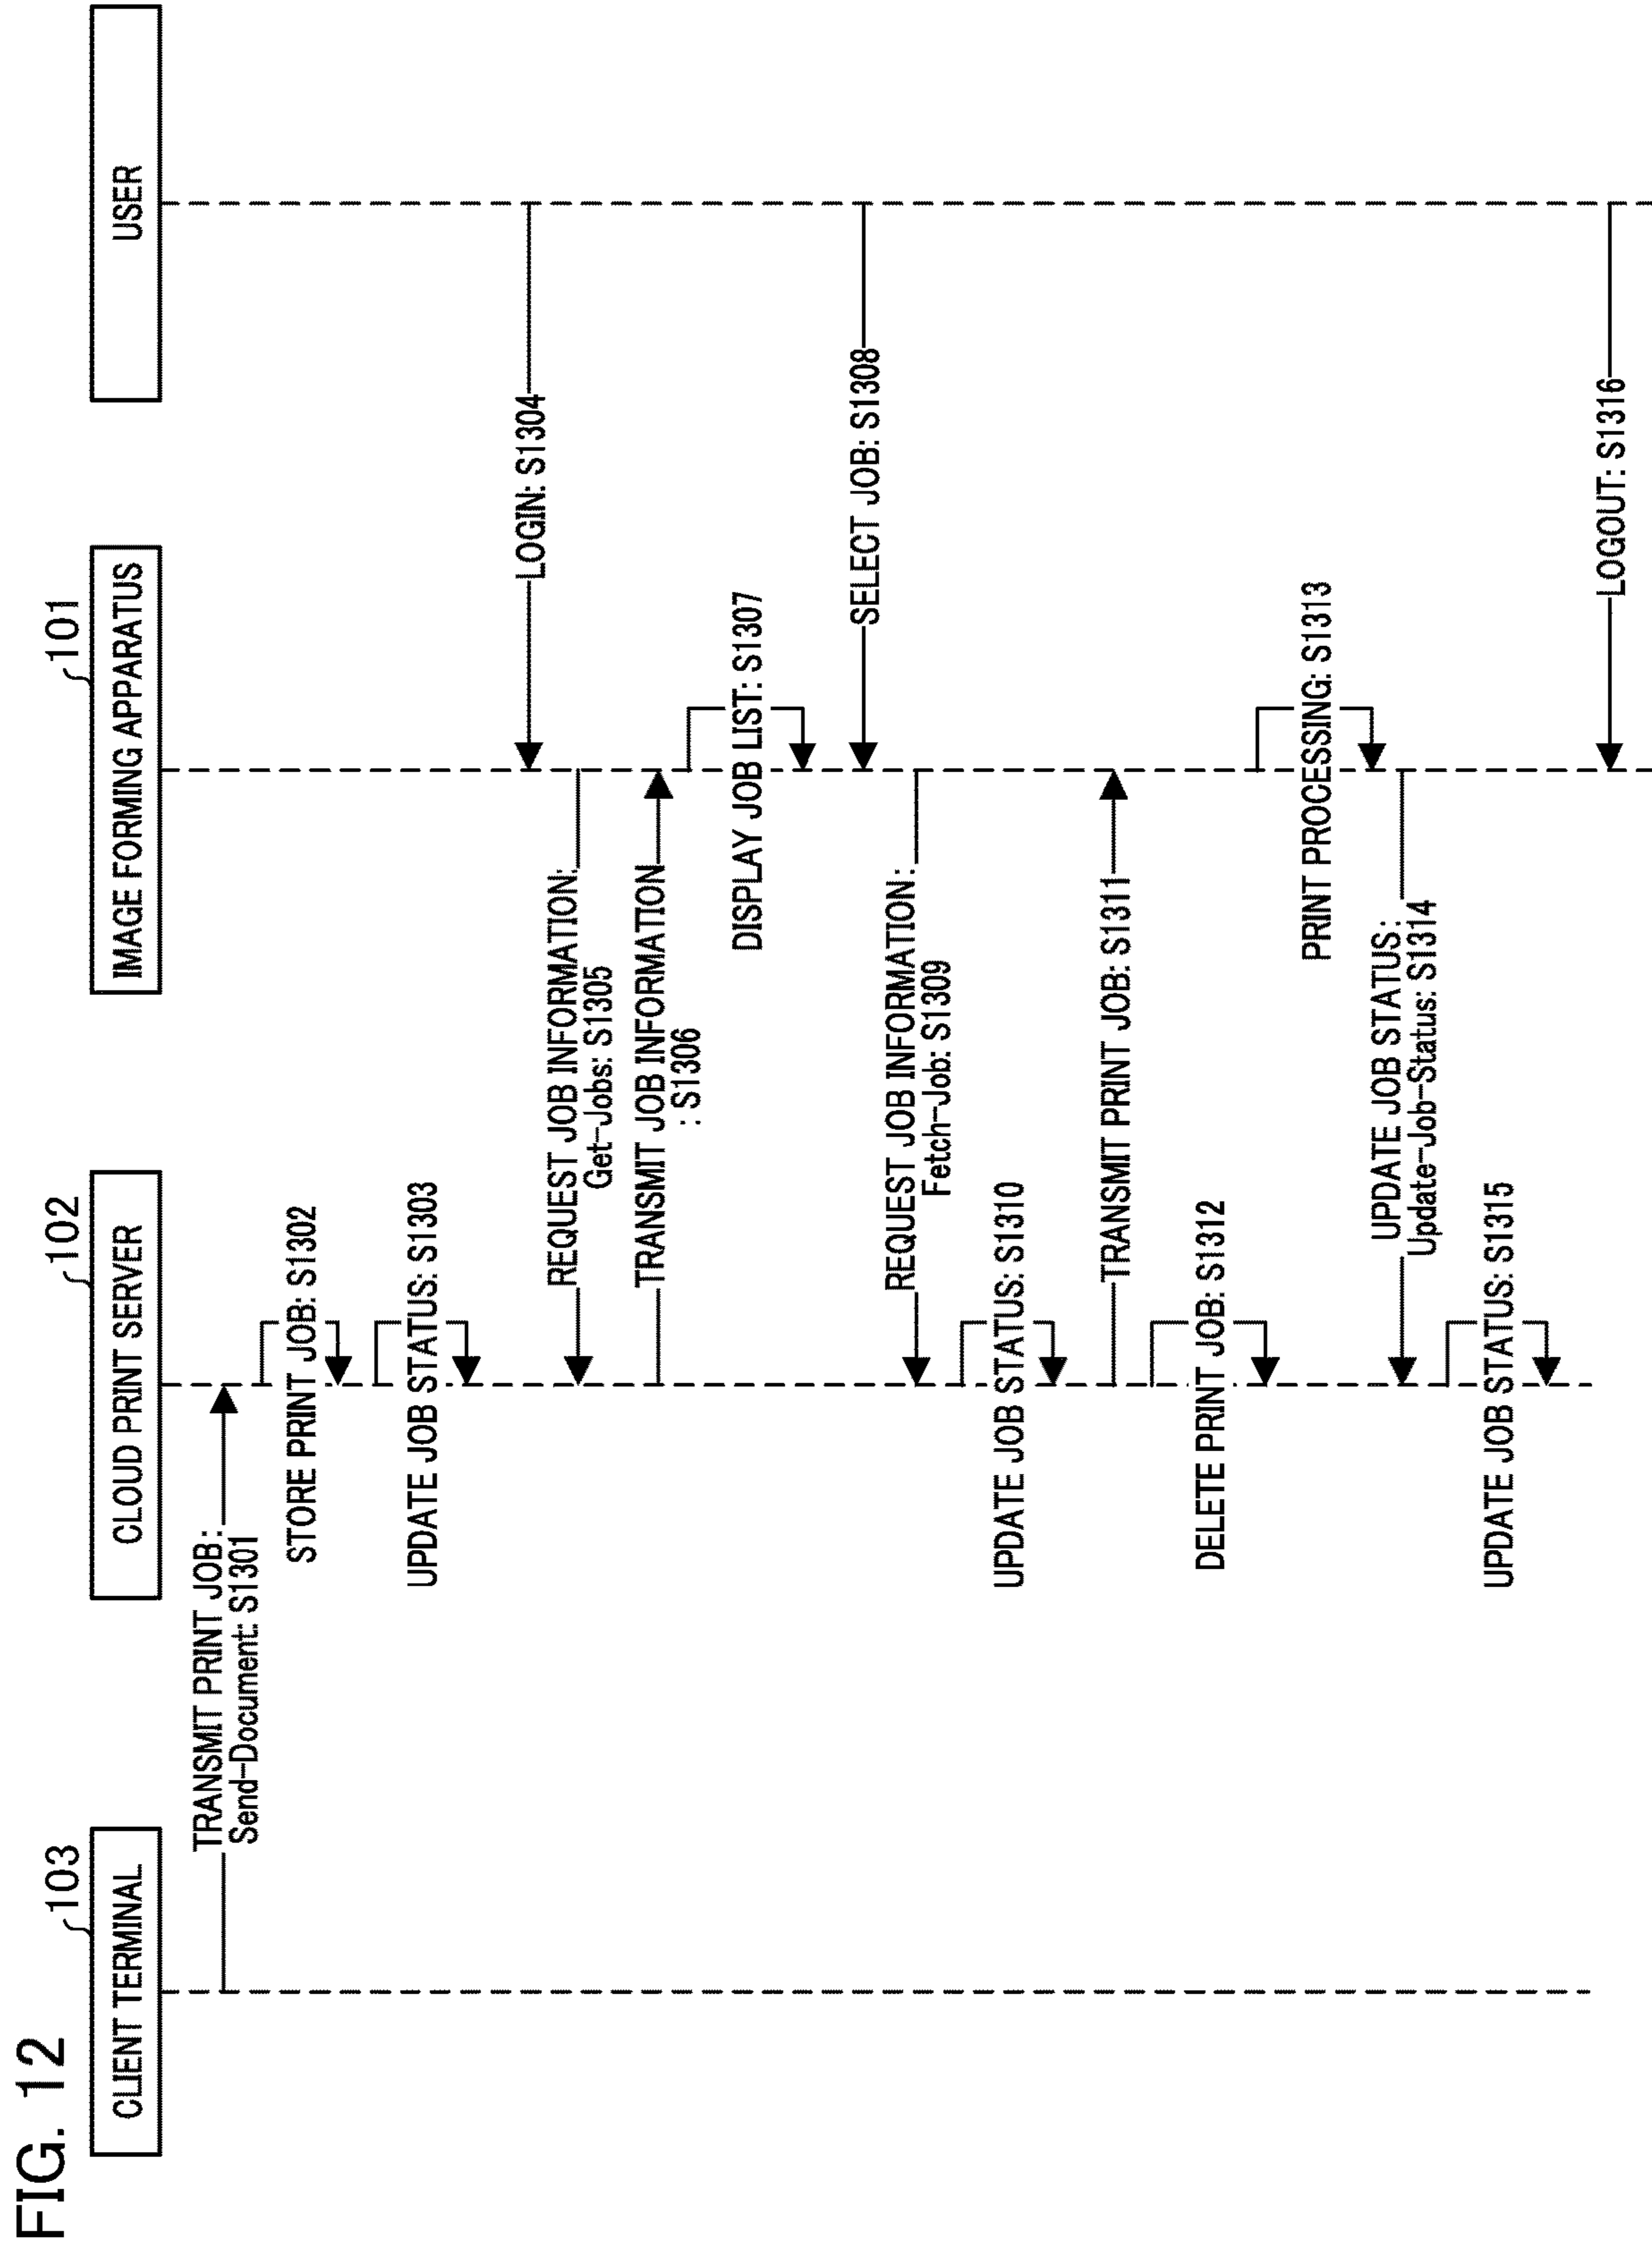 FIG. 12
103
CLIENT TERMINAL
102
CLOUD PRINT SERVER
101
IMAGE FORMING APPARATUS
USER
TRANSMIT PRINT JOB:
Send-Document: S1301
STORE PRINT JOB: S1302
UPDATE JOB STATUS: S1303
LOGIN: S1304
REQUEST JOB INFORMATION:
Get-Jobs: S1305
TRANSMIT JOB INFORMATION
: S1306
DISPLAY JOB LIST: S1307
SELECT JOB: S1308
REQUEST JOB INFORMATION:
Fetch-Job: S1309
UPDATE JOB STATUS: S1310
TRANSMIT PRINT JOB: S1311
DELETE PRINT JOB: S1312
PRINT PROCESSING: S1313
UPDATE JOB STATUS:
Update-Job-Status: S1314
UPDATE JOB STATUS: S1315
LOGOUT: S1316